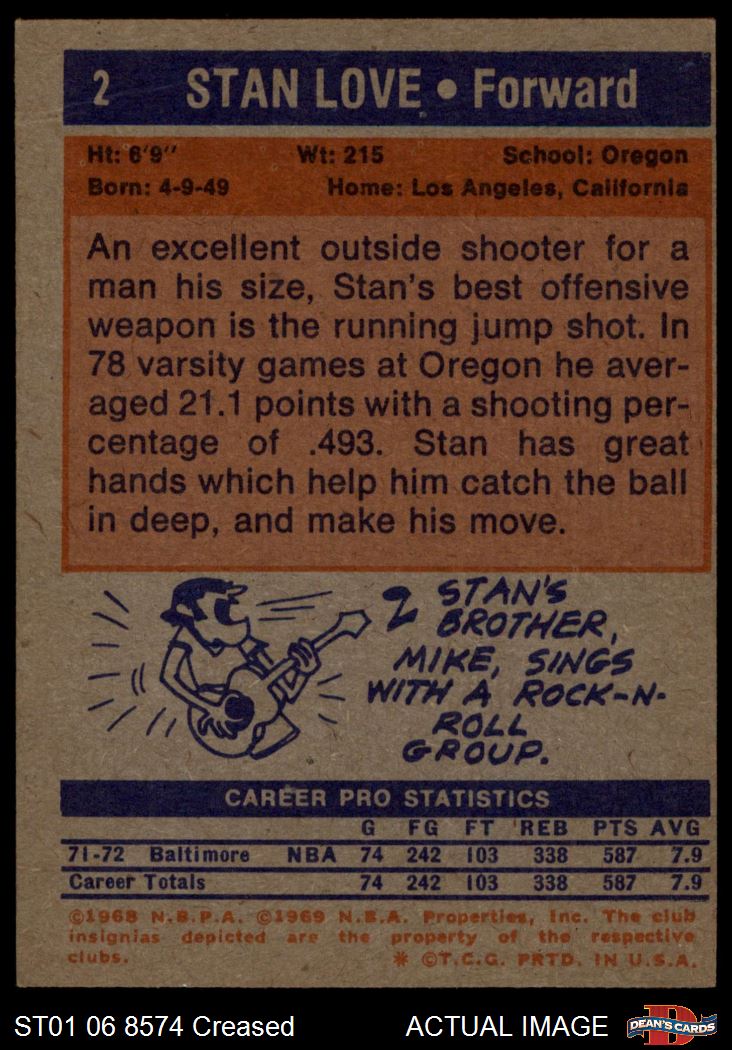 2 STAN LOVE • Forward
Ht: 6'9" Wt: 215 School: Oregon
Born: 4-9-49 Home: Los Angeles, California
An excellent outside shooter for a
man his size, Stan's best offensive
weapon is the running jump shot. In
78 varsity games at Oregon he aver-
aged 21.1 points with a shooting per-
centage of .493. Stan has great
hands which help him catch the ball
in deep, and make his move.
2 STAN'S
BROTHER,
MIKE, SINGS
WITH A ROCK-N-
ROLL
GROUP.
CAREER PRO STATISTICS
G FG FT REB PTS AVG
71-72 Baltimore NBA 74 242 103 338 587 7.9
Career Totals 74 242 103 338 587 7.9
©1968 N.B.P.A. ©1969 N.B.A. Properties, Inc. The club
insignias depicted are the property of the respective
clubs. * ©T.C.G. PRTD. IN U.S.A.
ST01 06 8574 Creased ACTUAL IMAGE DEAN'S CARDS